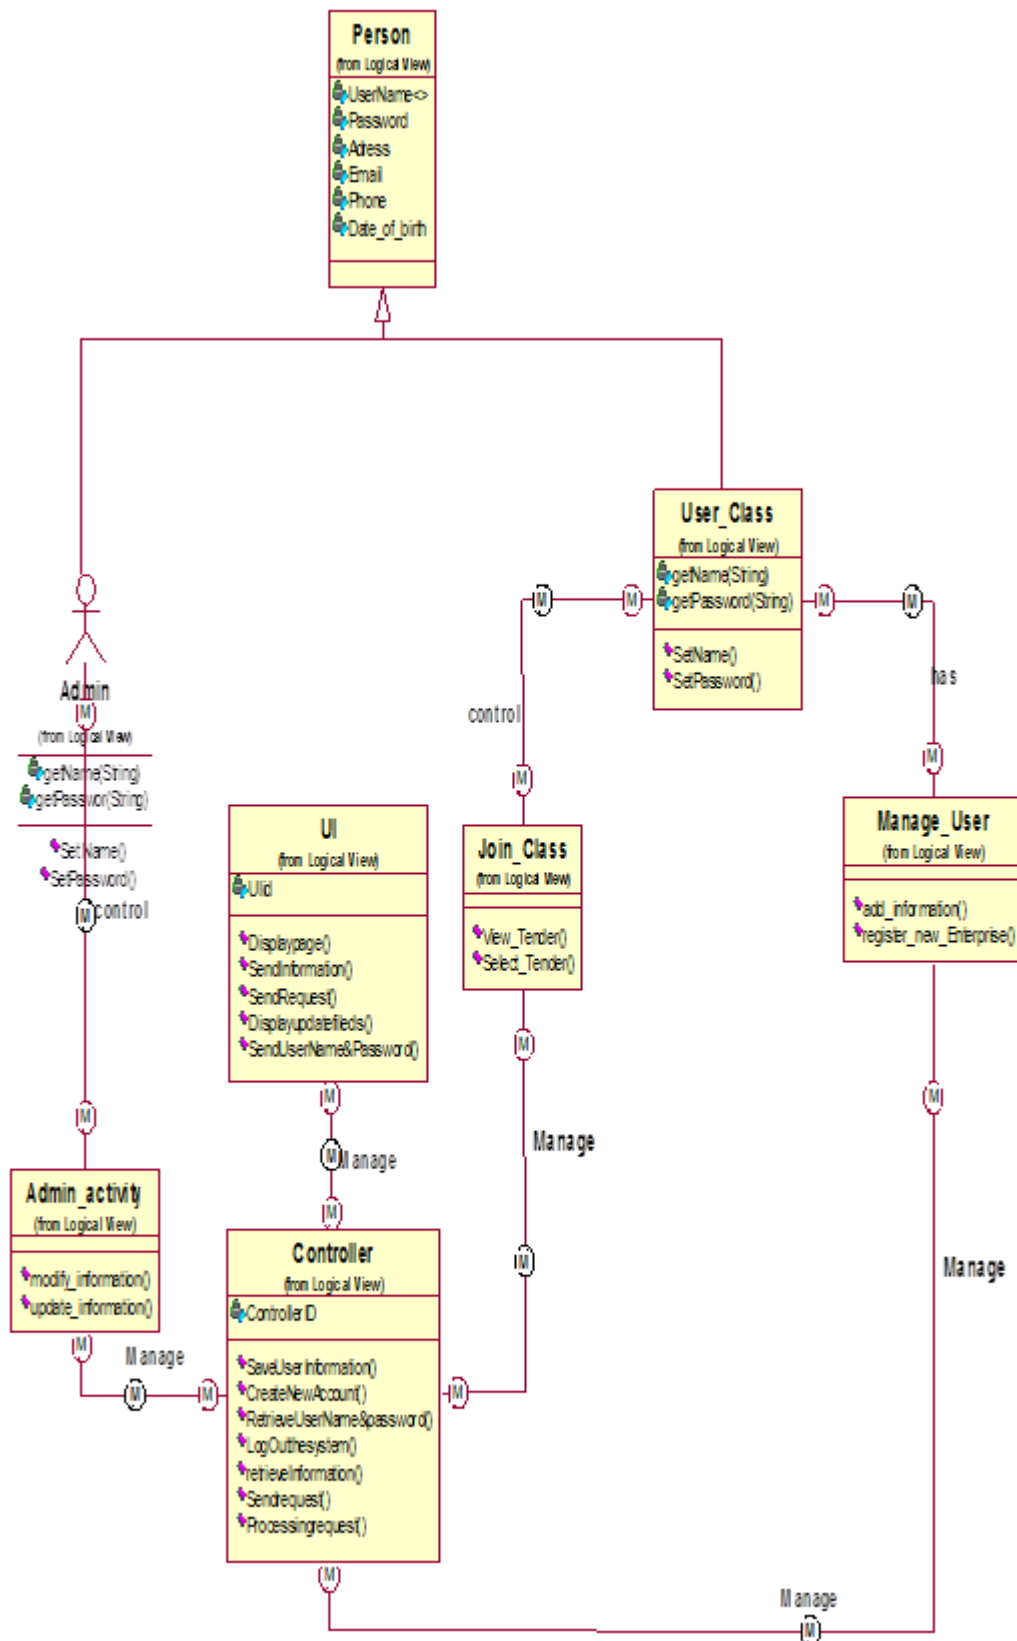 Person
(from Logical View)
UserName<>
Password
Adress
Email
Phone
Date_of_birth
User_Class
(from Logical View)
getName(String)
getPassword(String)
SetName()
SetPassword()
M
M
M
M
has
control
M
M
Admin
M
(from Logical View)
getName(String)
getPasswor(String)
SetName()
SetPassword()
M
control
UI
(from Logical View)
UIid
Displaypage()
SendInformation()
SendRequest()
Displayupdatefileds()
SendUserName&Password()
Join_Class
(from Logical View)
View_Tender()
Select_Tender()
Manage_User
(from Logical View)
add_information()
register_new_Enterprise()
M
M
M
M
M
Manage
Manage
M
Admin_activity
(from Logical View)
modify_information()
update_information()
Controller
(from Logical View)
ControllerID
SaveUserInformation()
CreateNewAccount()
RetrieveUserName&password()
LogOutthesystem()
retrieveInformation()
Sendrequest()
Processingrequest()
M
Manage
M
Manage
M
M
M
M
Manage
M